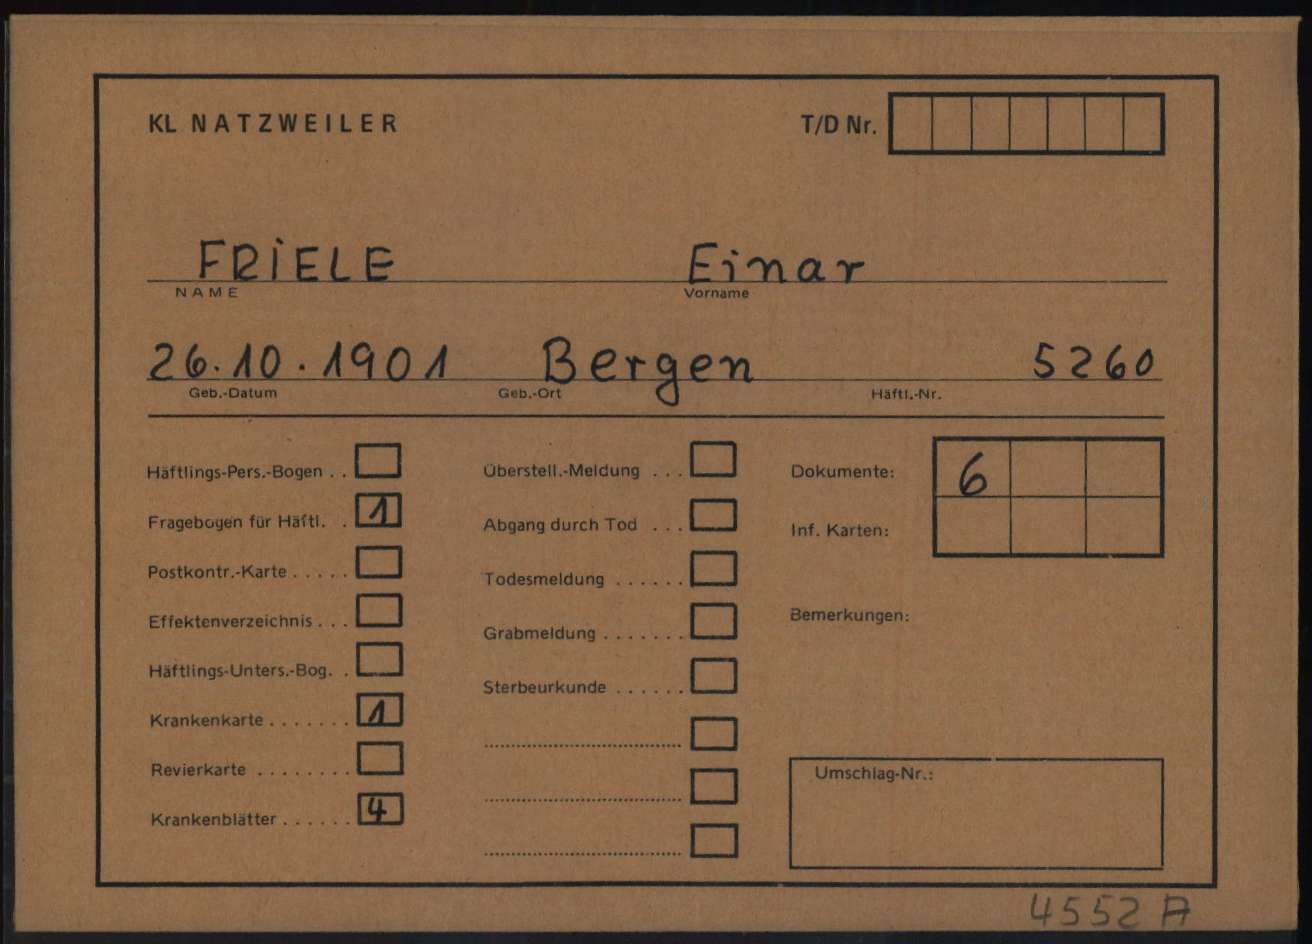 KL NATZWEILER T/D Nr.
FRIELE Einar
NAME Vorname
26.10.1901 Bergen 5260
Geb.-Datum Geb.-Ort Häftl.-Nr.
Häftlings-Pers.-Bogen . .
Fragebogen für Häftl. . 1
Postkontr.-Karte . . . . .
Effektenverzeichnis . . .
Häftlings-Unters.-Bog. . .
Krankenkarte . . . . . . . 1
Revierkarte . . . . . . . .
Krankenblätter . . . . . . 4
Überstell.-Meldung . . .
Abgang durch Tod . . .
Todesmeldung . . . . . .
Grabmeldung . . . . . . .
Sterbeurkunde . . . . . .
Dokumente: 6
Inf. Karten:
Bemerkungen:
Umschlag-Nr.:
4552 A